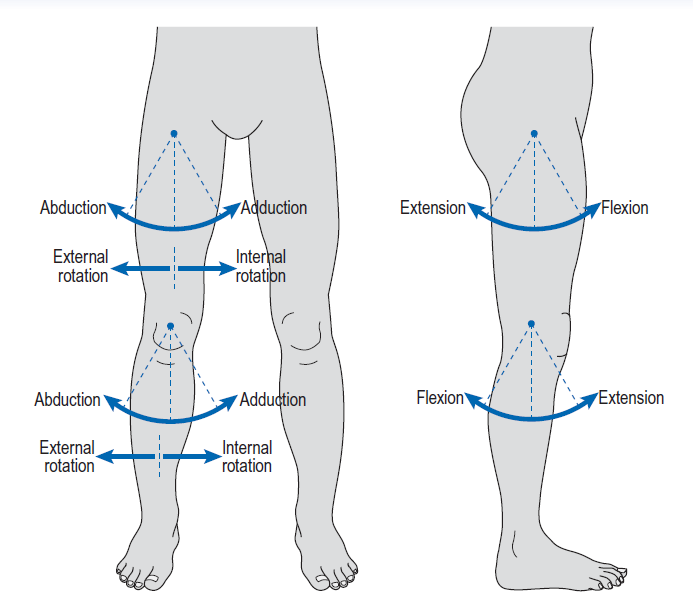 Abduction
Adduction
External
rotation
Internal
rotation
Abduction
Adduction
External
rotation
Internal
rotation
Extension
Flexion
Flexion
Extension